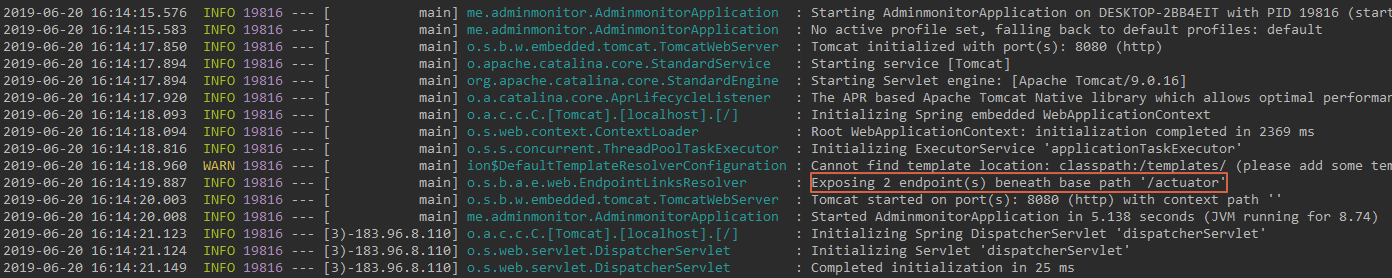 2019-06-20 16:14:15.576  INFO 19816 --- [           main] me.adminmonitor.AdminmonitorApplication  : Starting AdminmonitorApplication on DESKTOP-2BB4EIT with PID 19816 (start
2019-06-20 16:14:15.583  INFO 19816 --- [           main] me.adminmonitor.AdminmonitorApplication  : No active profile set, falling back to default profiles: default
2019-06-20 16:14:17.850  INFO 19816 --- [           main] o.s.b.w.embedded.tomcat.TomcatWebServer  : Tomcat initialized with port(s): 8080 (http)
2019-06-20 16:14:17.894  INFO 19816 --- [           main] o.apache.catalina.core.StandardService   : Starting service [Tomcat]
2019-06-20 16:14:17.894  INFO 19816 --- [           main] org.apache.catalina.core.StandardEngine  : Starting Servlet engine: [Apache Tomcat/9.0.16]
2019-06-20 16:14:17.920  INFO 19816 --- [           main] o.a.catalina.core.AprLifecycleListener   : The APR based Apache Tomcat Native library which allows optimal performa
2019-06-20 16:14:18.093  INFO 19816 --- [           main] o.a.c.c.C.[Tomcat].[localhost].[/]       : Initializing Spring embedded WebApplicationContext
2019-06-20 16:14:18.094  INFO 19816 --- [           main] o.s.web.context.ContextLoader            : Root WebApplicationContext: initialization completed in 2369 ms
2019-06-20 16:14:18.816  INFO 19816 --- [           main] o.s.s.concurrent.ThreadPoolTaskExecutor  : Initializing ExecutorService 'applicationTaskExecutor'
2019-06-20 16:14:18.960  WARN 19816 --- [           main] ion$DefaultTemplateResolverConfiguration : Cannot find template location: classpath:/templates/ (please add some tem
2019-06-20 16:14:19.887  INFO 19816 --- [           main] o.s.b.a.e.web.EndpointLinksResolver      : Exposing 2 endpoint(s) beneath base path '/actuator'
2019-06-20 16:14:20.003  INFO 19816 --- [           main] o.s.b.w.embedded.tomcat.TomcatWebServer  : Tomcat started on port(s): 8080 (http) with context path ''
2019-06-20 16:14:20.008  INFO 19816 --- [           main] me.adminmonitor.AdminmonitorApplication  : Started AdminmonitorApplication in 5.138 seconds (JVM running for 8.74)
2019-06-20 16:14:21.123  INFO 19816 --- [3)-183.96.8.110] o.a.c.c.C.[Tomcat].[localhost].[/]       : Initializing Spring DispatcherServlet 'dispatcherServlet'
2019-06-20 16:14:21.124  INFO 19816 --- [3)-183.96.8.110] o.s.web.servlet.DispatcherServlet        : Initializing Servlet 'dispatcherServlet'
2019-06-20 16:14:21.149  INFO 19816 --- [3)-183.96.8.110] o.s.web.servlet.DispatcherServlet        : Completed initialization in 25 ms